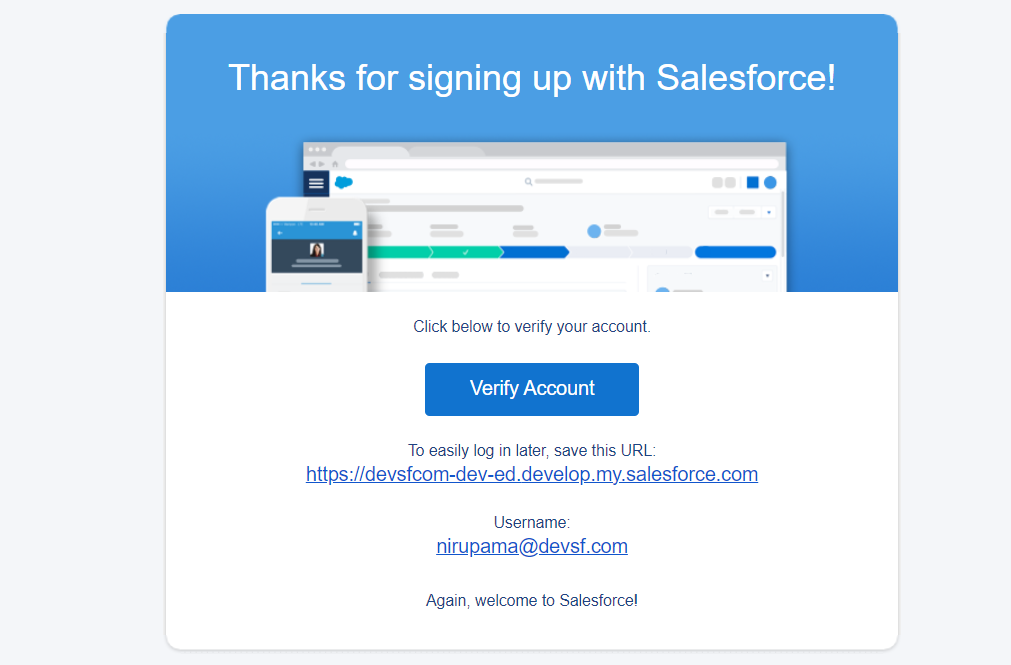 Thanks for signing up with Salesforce!
Click below to verify your account.
Verify Account
To easily log in later, save this URL:
https://devsfcom-dev-ed.develop.my.salesforce.com
Username:
nirupama@devsf.com
Again, welcome to Salesforce!